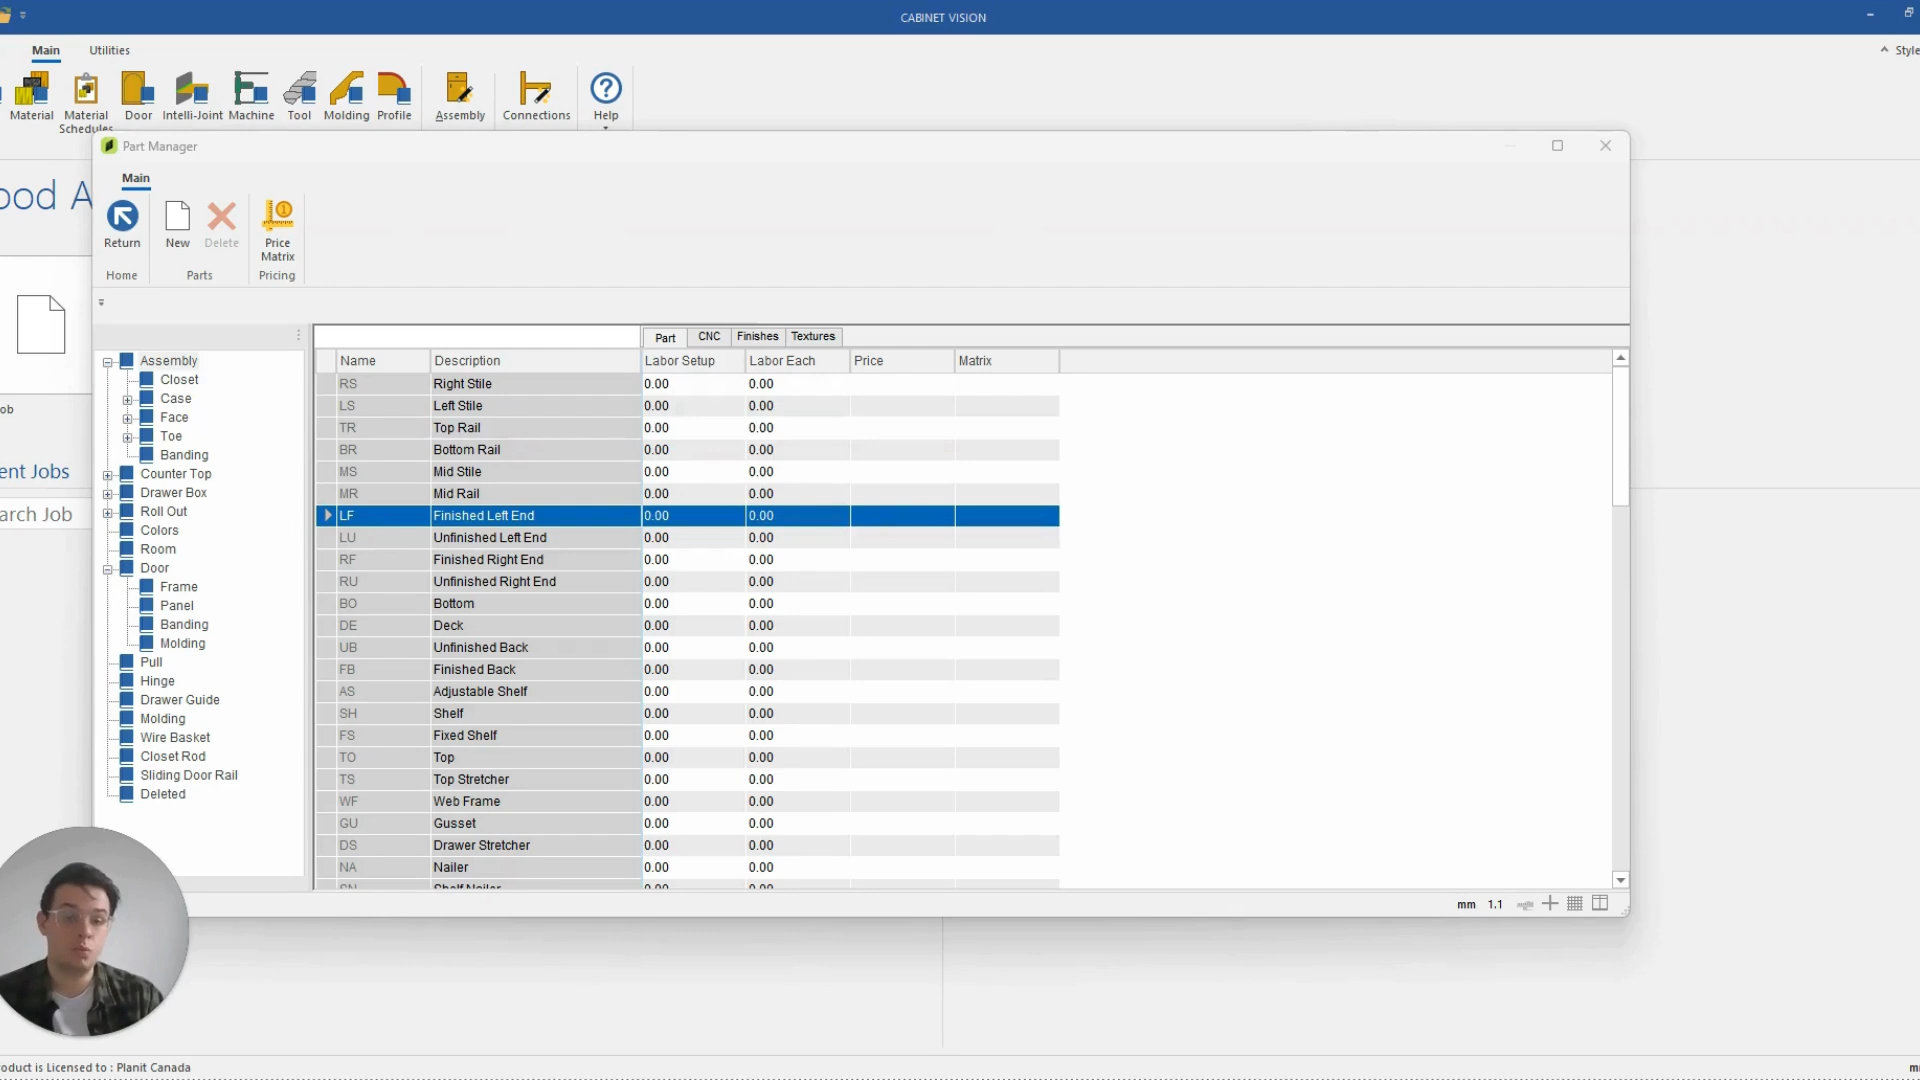 CABINET VISION
Main Utilities
Style
Material Material Schedules Door Intelli-Joint Machine Tool Molding Profile Assembly Connections Help
Part Manager
Main
Return New Delete Price Matrix
Home Parts Pricing
ood A
ob
ent Jobs
arch Job
Assembly
Closet
Case
Face
Toe
Banding
Counter Top
Drawer Box
Roll Out
Colors
Room
Door
Frame
Panel
Banding
Molding
Pull
Hinge
Drawer Guide
Molding
Wire Basket
Closet Rod
Sliding Door Rail
Deleted
Part CNC Finishes Textures
Name Description Labor Setup Labor Each Price Matrix
RS Right Stile 0.00 0.00
LS Left Stile 0.00 0.00
TR Top Rail 0.00 0.00
BR Bottom Rail 0.00 0.00
MS Mid Stile 0.00 0.00
MR Mid Rail 0.00 0.00
LF Finished Left End 0.00 0.00
LU Unfinished Left End 0.00 0.00
RF Finished Right End 0.00 0.00
RU Unfinished Right End 0.00 0.00
BO Bottom 0.00 0.00
DE Deck 0.00 0.00
UB Unfinished Back 0.00 0.00
FB Finished Back 0.00 0.00
AS Adjustable Shelf 0.00 0.00
SH Shelf 0.00 0.00
FS Fixed Shelf 0.00 0.00
TO Top 0.00 0.00
TS Top Stretcher 0.00 0.00
WF Web Frame 0.00 0.00
GU Gusset 0.00 0.00
DS Drawer Stretcher 0.00 0.00
NA Nailer 0.00 0.00
SN Shelf Nailer 0.00 0.00
mm 1.1
roduct is Licensed to : Planit Canada
m